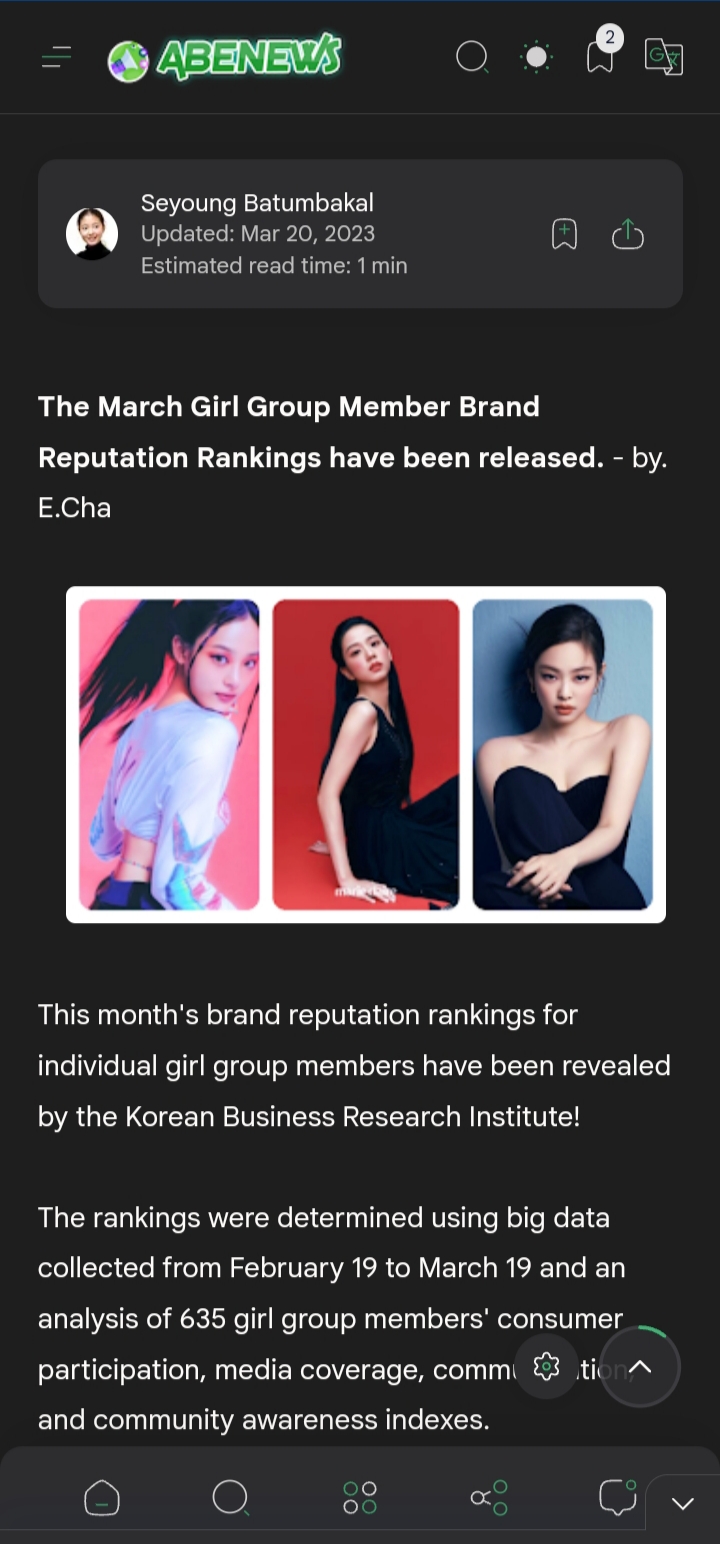 ABENEWS
2
Seyoung Batumbakal
Updated: Mar 20, 2023
Estimated read time: 1 min
The March Girl Group Member Brand
Reputation Rankings have been released. - by.
E.Cha
marie claire
This month's brand reputation rankings for
individual girl group members have been revealed
by the Korean Business Research Institute!
The rankings were determined using big data
collected from February 19 to March 19 and an
analysis of 635 girl group members' consumer
participation, media coverage,
and community awareness indexes.